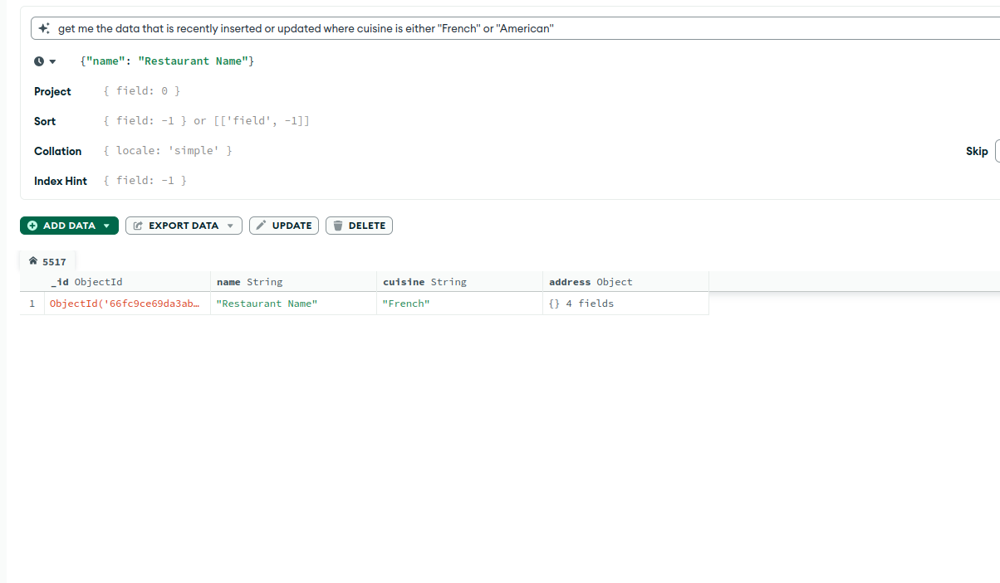 get me the data that is recently inserted or updated where cuisine is either "French" or "American"
{"name": "Restaurant Name"}
Project { field: 0 }
Sort { field: -1 } or [['field', -1]]
Collation { locale: 'simple' } Skip
Index Hint { field: -1 }
ADD DATA EXPORT DATA UPDATE DELETE
5517
_id ObjectId name String cuisine String address Object
1 ObjectId('66fc9ce69da3ab… "Restaurant Name" "French" {} 4 fields